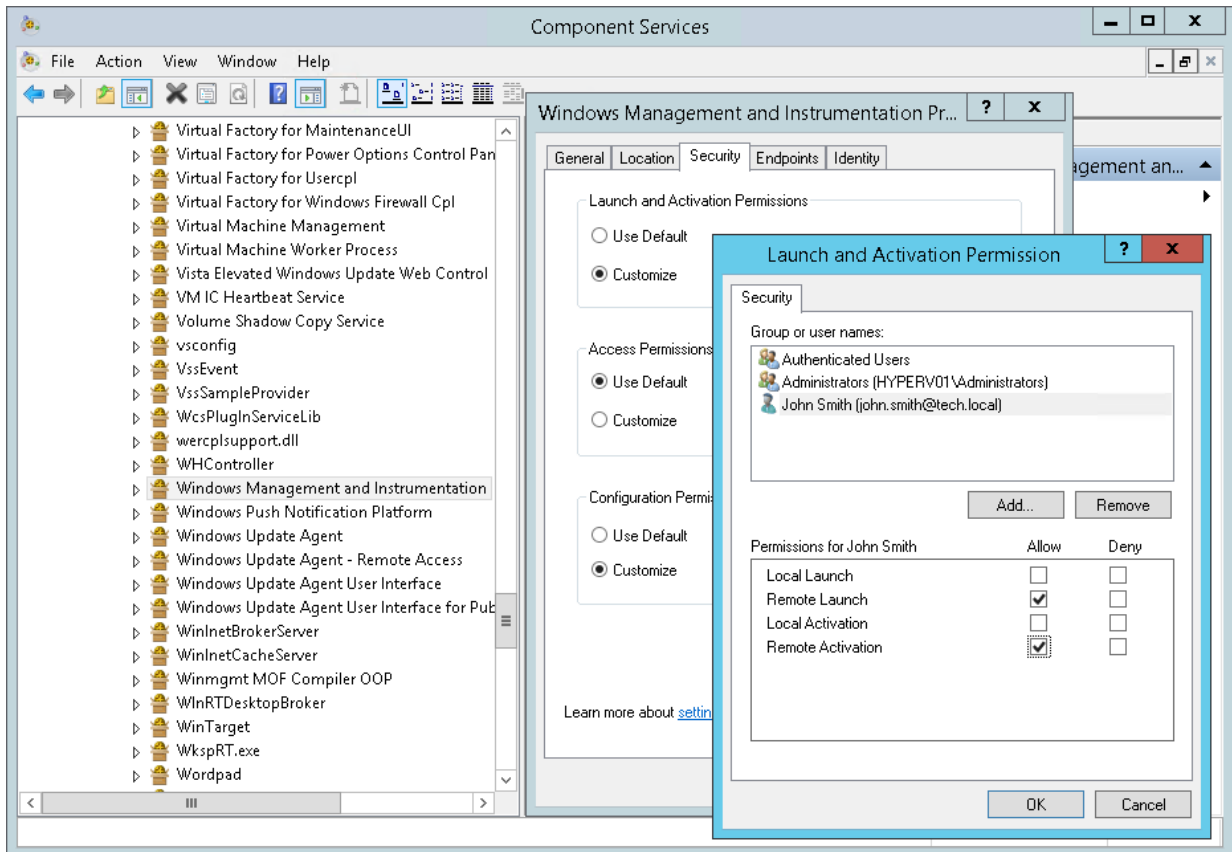 Component Services
File Action View Window Help
Virtual Factory for MaintenanceUI
Virtual Factory for Power Options Control Pan
Virtual Factory for Usercpl
Virtual Factory for Windows Firewall Cpl
Virtual Machine Management
Virtual Machine Worker Process
Vista Elevated Windows Update Web Control
VM IC Heartbeat Service
Volume Shadow Copy Service
vsconfig
VssEvent
VssSampleProvider
WcsPlugInServiceLib
wercplsupport.dll
WHController
Windows Management and Instrumentation
Windows Push Notification Platform
Windows Update Agent
Windows Update Agent - Remote Access
Windows Update Agent User Interface
Windows Update Agent User Interface for Pub
WinInetBrokerServer
WinInetCacheServer
Winmgmt MOF Compiler OOP
WInRTDesktopBroker
WinTarget
WkspRT.exe
Wordpad
agement an...
Windows Management and Instrumentation Pr... ? x
General Location Security Endpoints Identity
Launch and Activation Permissions
Use Default
Customize
Access Permissions
Use Default
Customize
Configuration Permis
Use Default
Customize
Learn more about settin
Launch and Activation Permission ? x
Security
Group or user names:
Authenticated Users
Administrators (HYPERV01\Administrators)
John Smith (john.smith@tech.local)
Add... Remove
Permissions for John Smith Allow Deny
Local Launch
Remote Launch
Local Activation
Remote Activation
OK Cancel